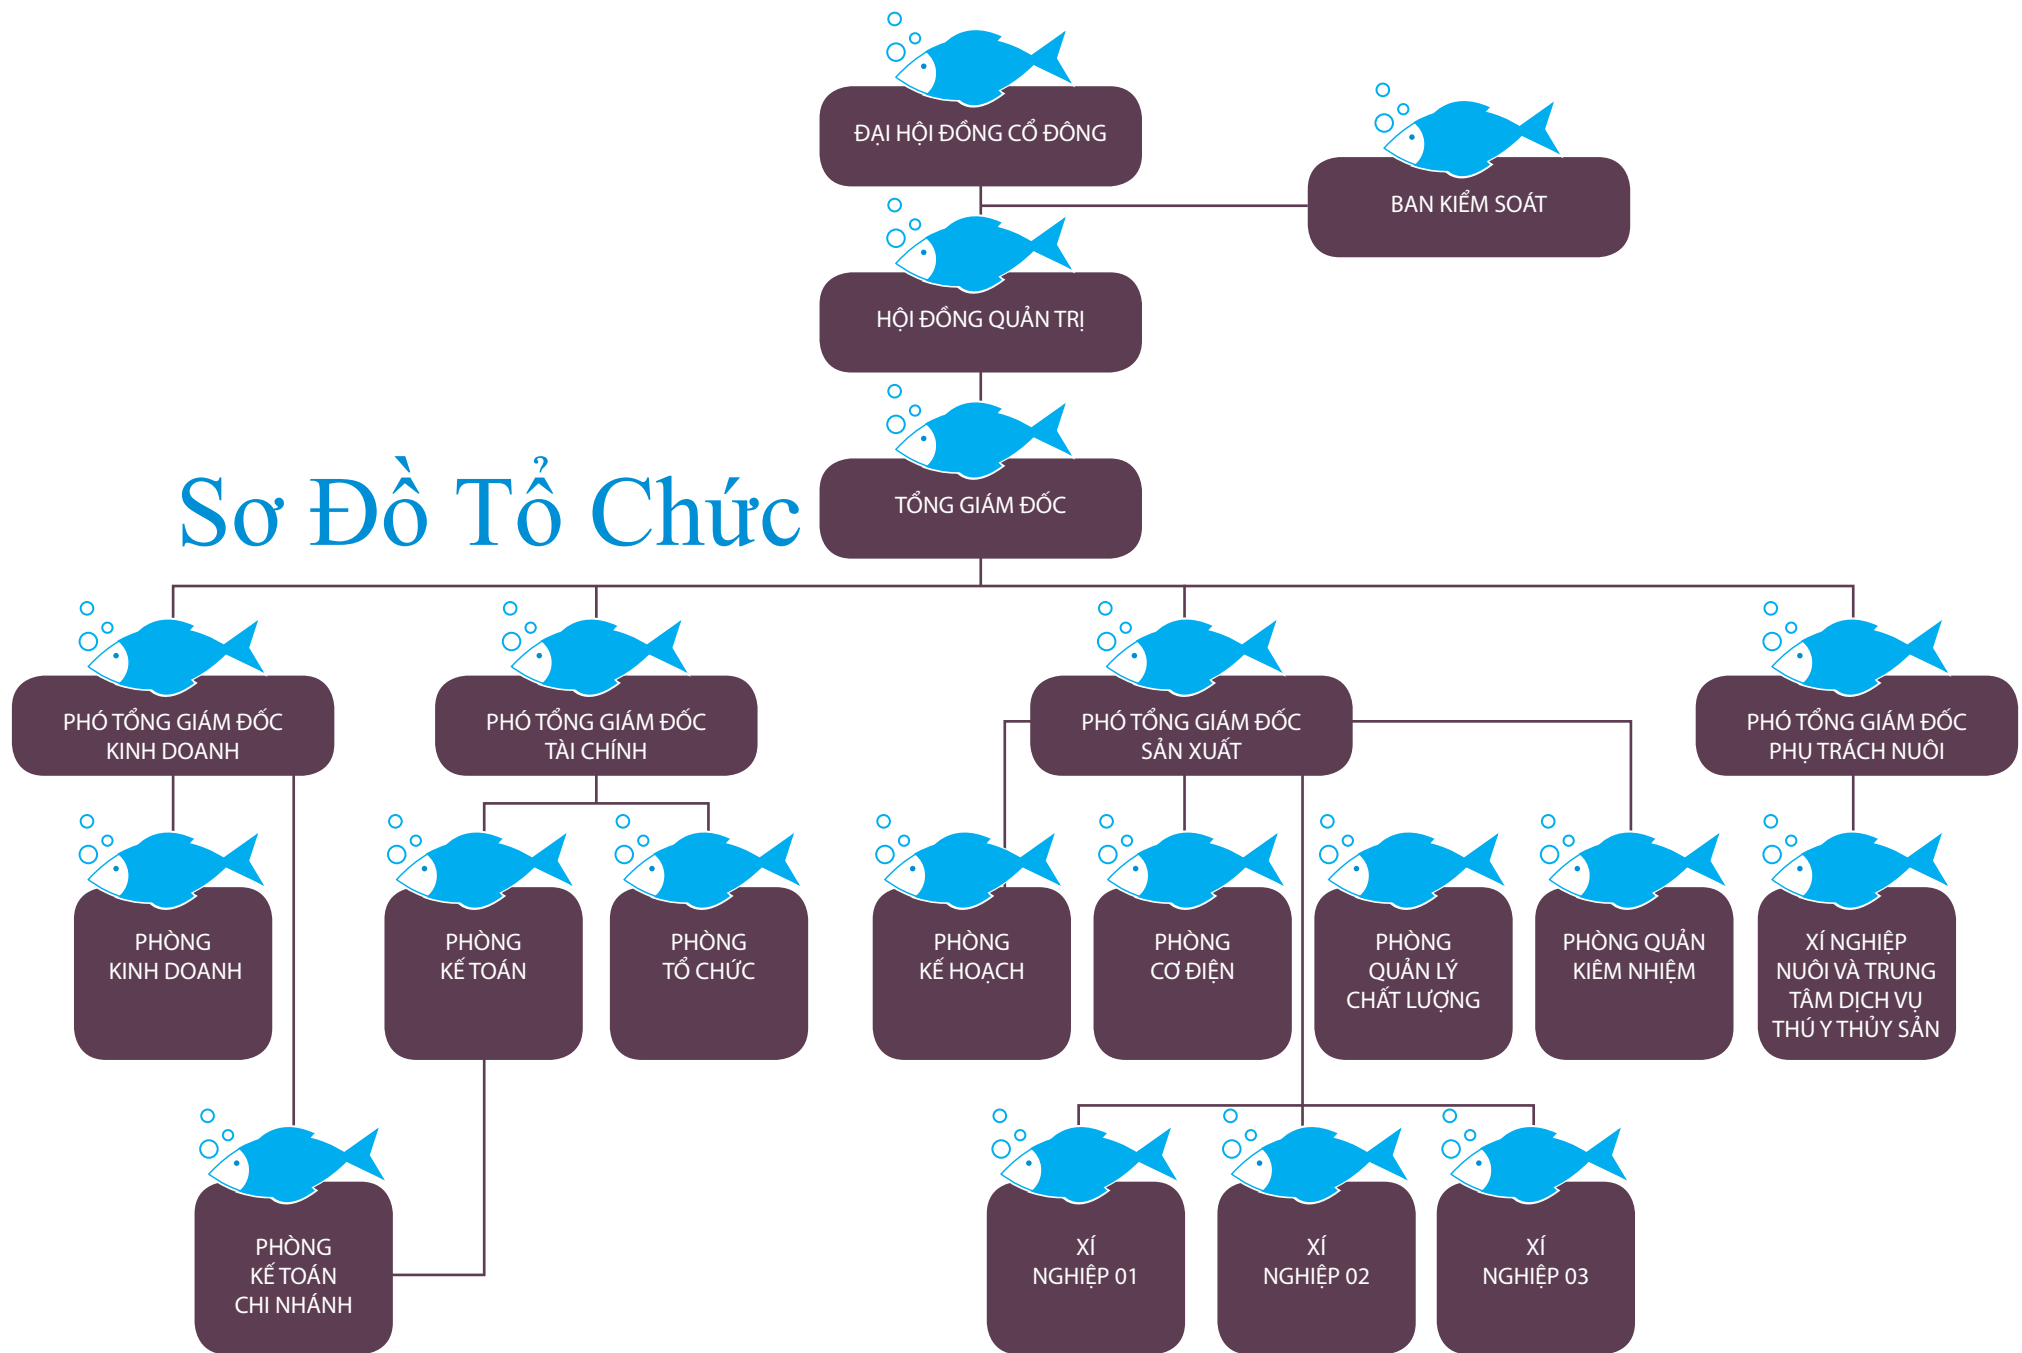 ĐẠI HỘI ĐỒNG CỔ ĐÔNG
BAN KIỂM SOÁT
HỘI ĐỒNG QUẢN TRỊ
Sơ Đồ Tổ Chức
TỔNG GIÁM ĐỐC
PHÓ TỔNG GIÁM ĐỐC
KINH DOANH
PHÓ TỔNG GIÁM ĐỐC
TÀI CHÍNH
PHÓ TỔNG GIÁM ĐỐC
SẢN XUẤT
PHÓ TỔNG GIÁM ĐỐC
PHỤ TRÁCH NUÔI
PHÒNG
KINH DOANH
PHÒNG
KẾ TOÁN
PHÒNG
TỔ CHỨC
PHÒNG
KẾ HOẠCH
PHÒNG
CƠ ĐIỆN
PHÒNG
QUẢN LÝ
CHẤT LƯỢNG
PHÒNG QUẢN
KIÊM NHIỆM
XÍ NGHIỆP
NUÔI VÀ TRUNG
TÂM DỊCH VỤ
THÚ Y THỦY SẢN
PHÒNG
KẾ TOÁN
CHI NHÁNH
XÍ
NGHIỆP 01
XÍ
NGHIỆP 02
XÍ
NGHIỆP 03